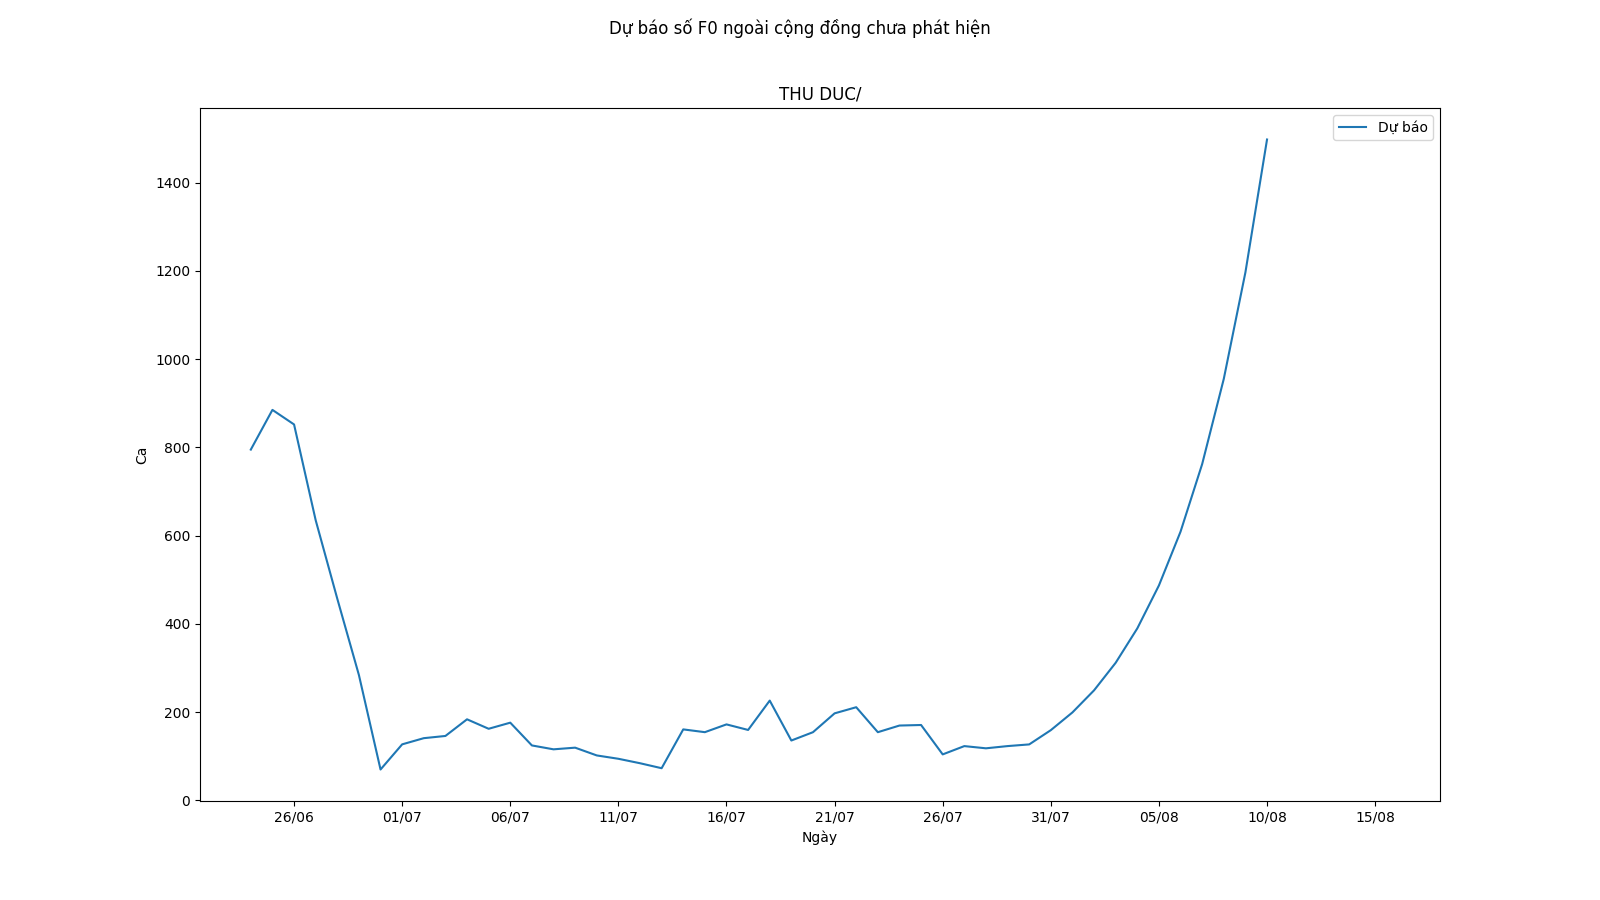 Dự báo số F0 ngoài cộng đồng chưa phát hiện
THU DUC/
Dự báo
1400
1200
1000
800
600
400
200
0
Ca
26/06 01/07 06/07 11/07 16/07 21/07 26/07 31/07 05/08 10/08 15/08
Ngày